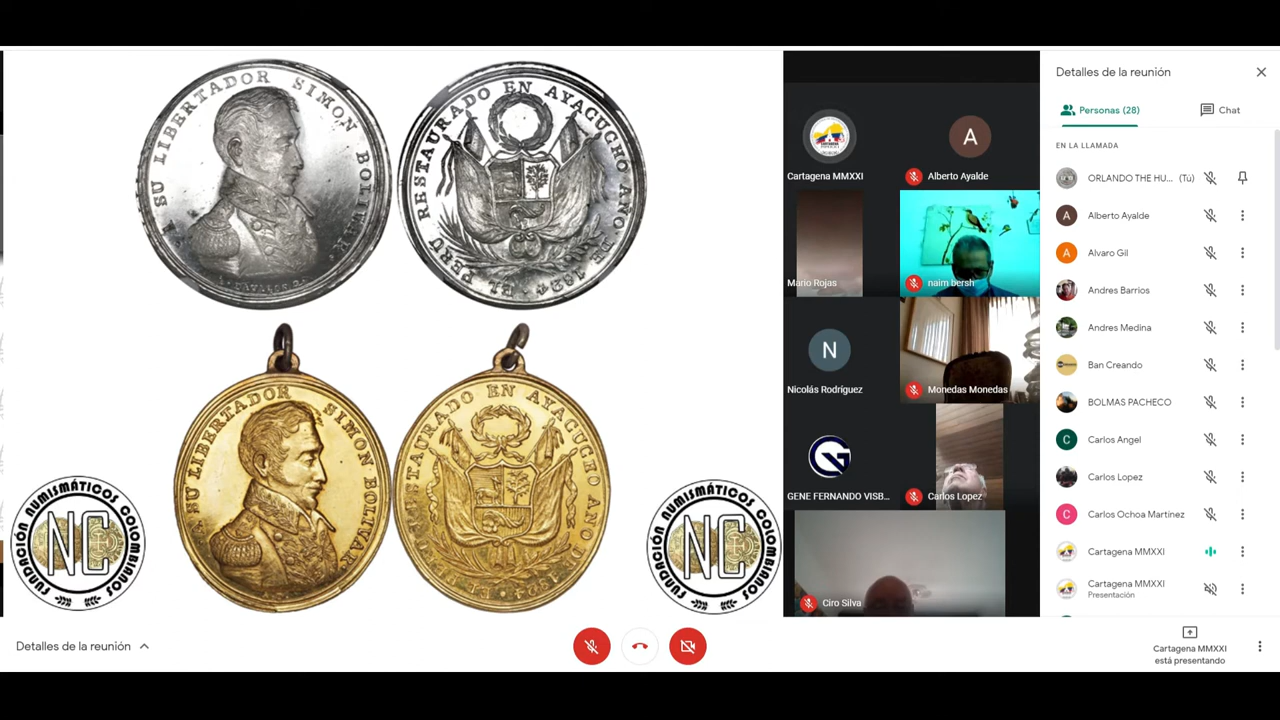 A SU LIBERTADOR SIMON BOLIVAR
EL PERU RESTAURADO EN AYACUCHO AÑO DE 1824.
SU LIBERTADOR SIMON BOLIVAR
EL PERU RESTAURADO EN AYACUCHO AÑO DE 1824.
FUNDACIÓN NUMISMÁTICOS COLOMBIANOS
NC
FUNDACIÓN NUMISMÁTICOS COLOMBIANOS
NC
Cartagena MMXXI
A
Alberto Ayalde
Mario Rojas
naim bersh
N
Nicolás Rodríguez
Monedas Monedas
GENE FERNANDO VISB...
Carlos Lopez
Ciro Silva
Detalles de la reunión
Personas (28)
Chat
EN LA LLAMADA
ORLANDO THE HU... (Tú)
A Alberto Ayalde
A Alvaro Gil
Andres Barrios
Andres Medina
Ban Creando
BOLMAS PACHECO
C Carlos Angel
Carlos Lopez
C Carlos Ochoa Martinez
Cartagena MMXXI
Cartagena MMXXI
Presentación
Detalles de la reunión
Cartagena MMXXI
está presentando